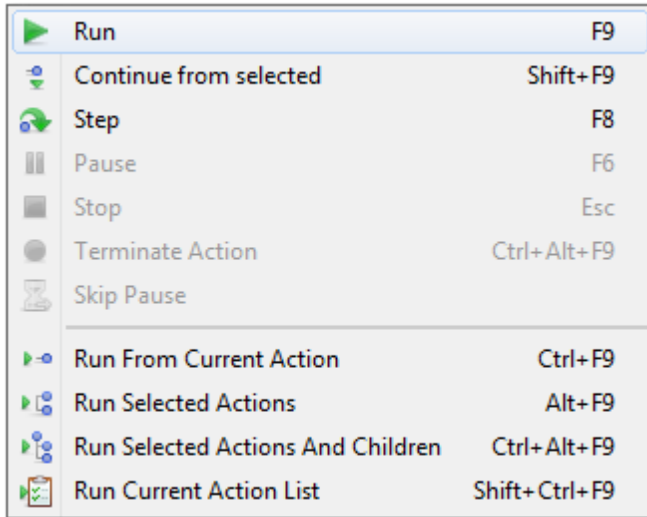 Run F9
Continue from selected Shift+F9
Step F8
Pause F6
Stop Esc
Terminate Action Ctrl+Alt+F9
Skip Pause
Run From Current Action Ctrl+F9
Run Selected Actions Alt+F9
Run Selected Actions And Children Ctrl+Alt+F9
Run Current Action List Shift+Ctrl+F9